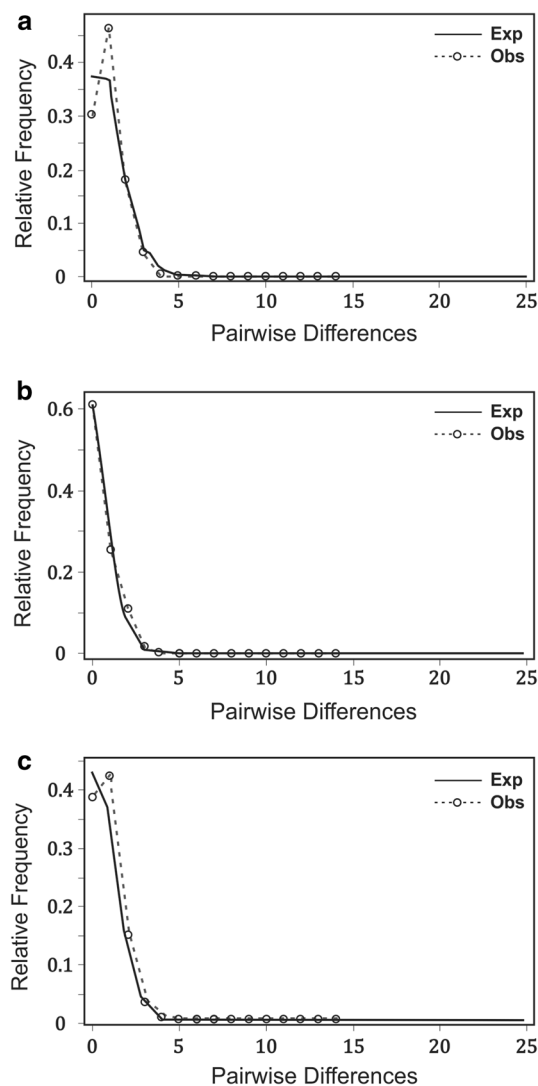 a
Exp
Obs
Relative Frequency
0.4
0.3
0.2
0.1
0
0 5 10 15 20 25
Pairwise Differences
b
Exp
Obs
Relative Frequency
0.6
0.4
0.2
0
0 5 10 15 20 25
Pairwise Differences
c
Exp
Obs
Relative Frequency
0.4
0.3
0.2
0.1
0
0 5 10 15 20 25
Pairwise Differences